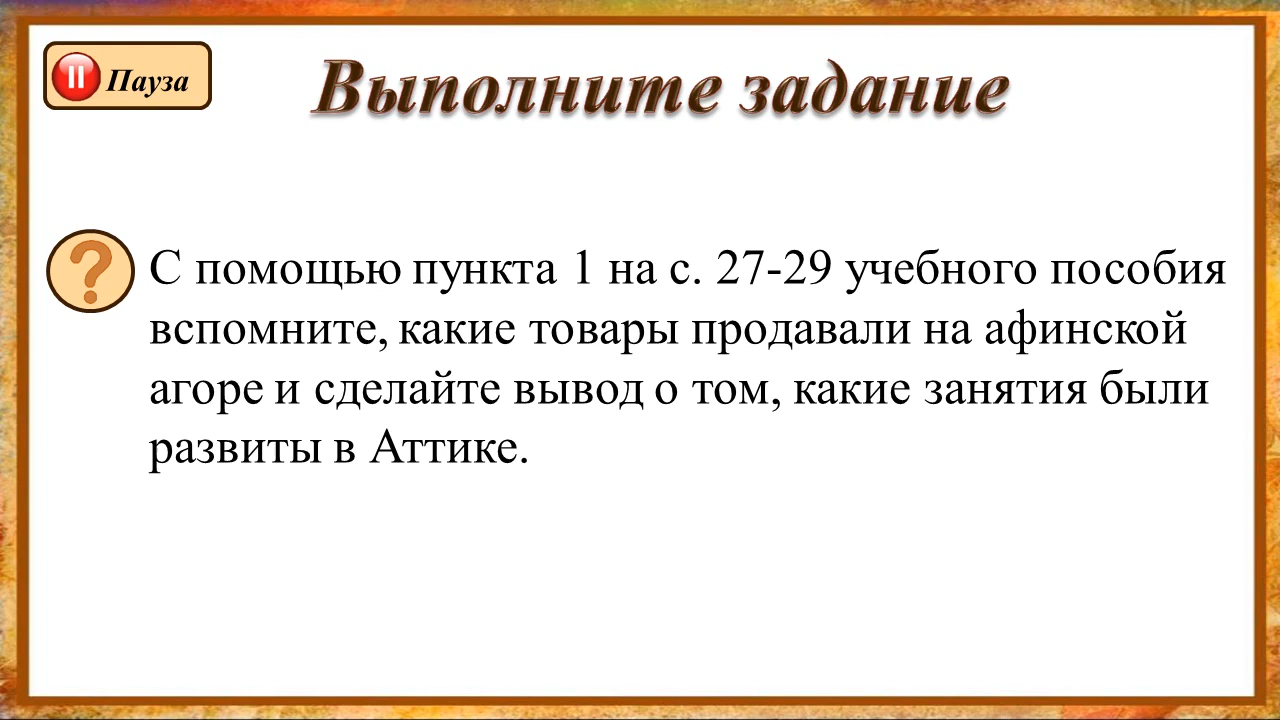 Пауза
Выполните задание
?
С помощью пункта 1 на с. 27-29 учебного пособия
вспомните, какие товары продавали на афинской
агоре и сделайте вывод о том, какие занятия были
развиты в Аттике.